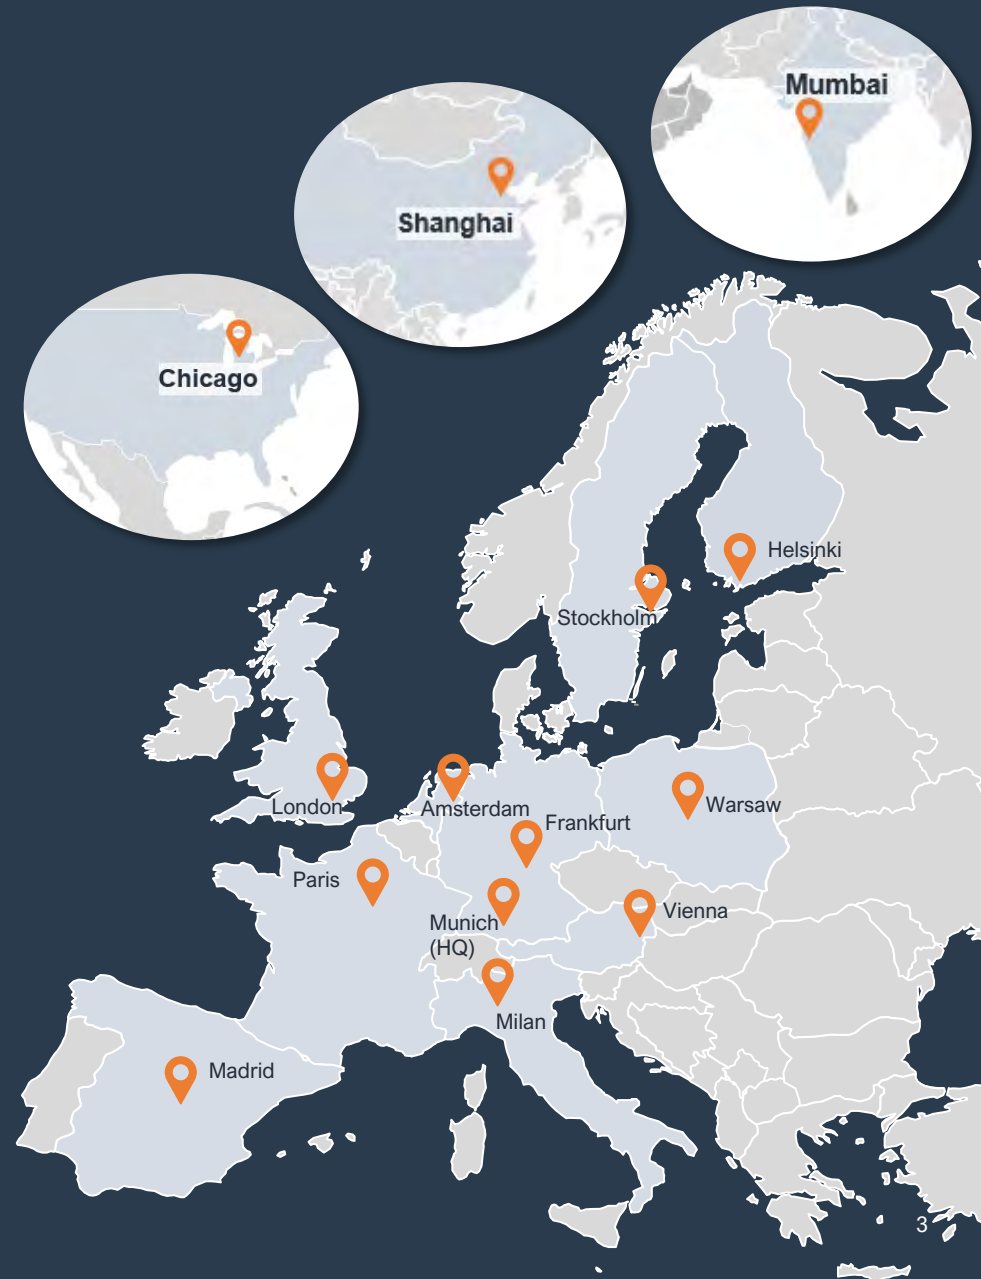 Mumbai
Shanghai
Chicago
Helsinki
Stockholm
London
Amsterdam
Warsaw
Frankfurt
Paris
Vienna
Munich
(HQ)
Milan
Madrid
3